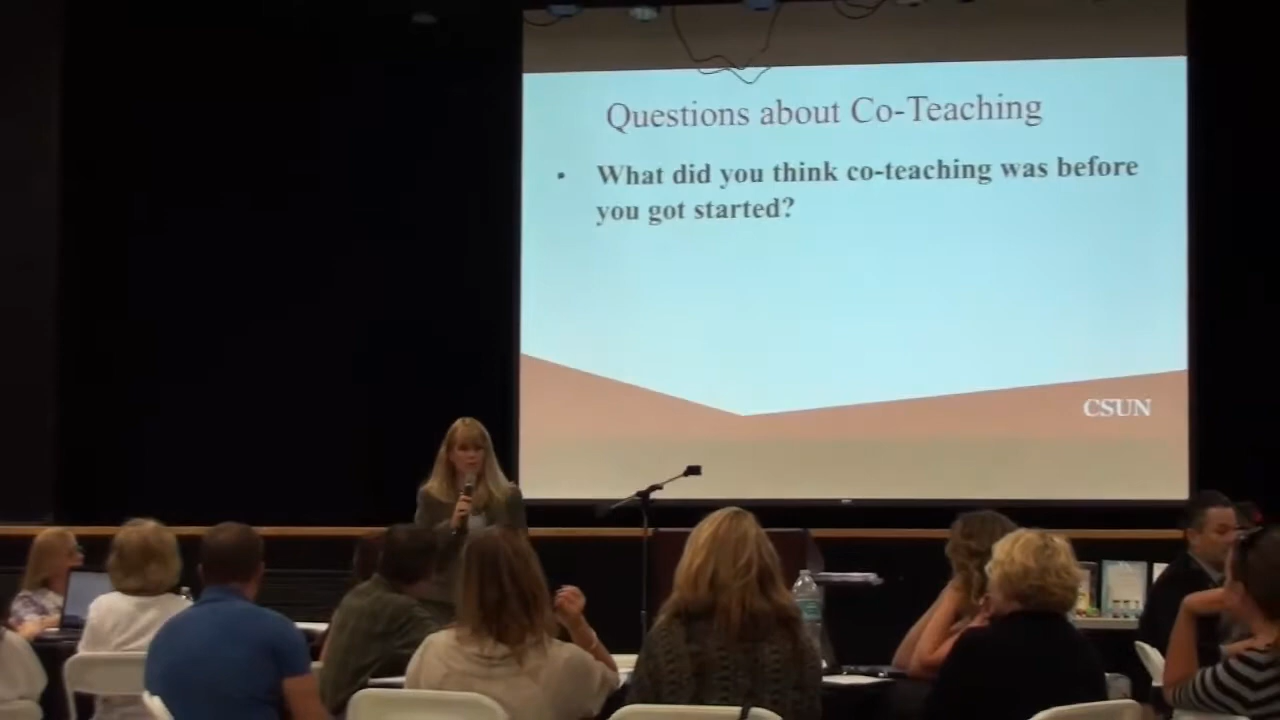 Questions about Co-Teaching
• What did you think co-teaching was before
you got started?
CSUN